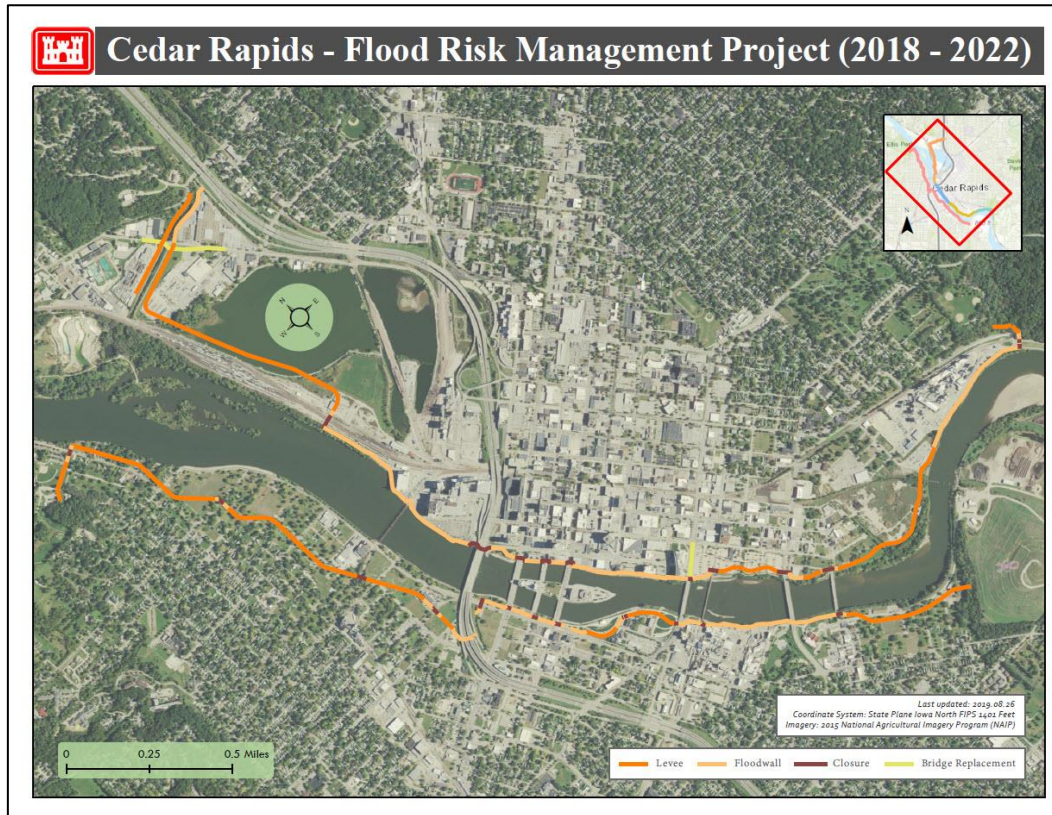 Cedar Rapids - Flood Risk Management Project (2018 - 2022)
Cedar Rapids
N
N
E
W
S
Last updated: 2019.08.26
Coordinate System: State Plane Iowa North FIPS 1401 Feet
Imagery: 2015 National Agricultural Imagery Program (NAIP)
0 0.25 0.5 Miles
Levee Floodwall Closure Bridge Replacement